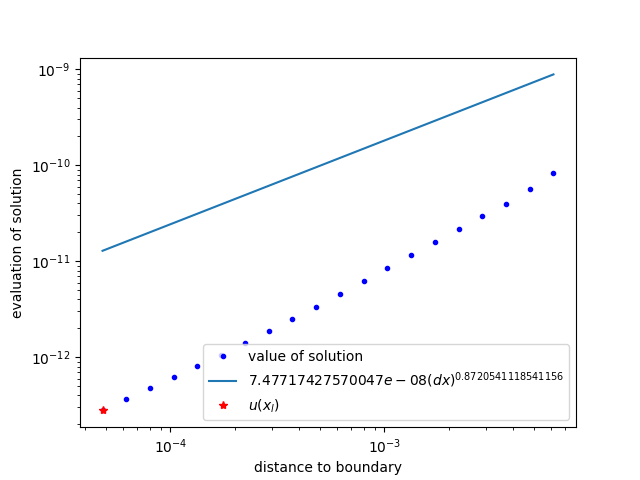 10⁻⁹
10⁻¹⁰
10⁻¹¹
10⁻¹²
evaluation of solution
value of solution
7.47717427570047e − 08(dx)^0.8720541118541156
u(x_l)
10⁻⁴
10⁻³
distance to boundary